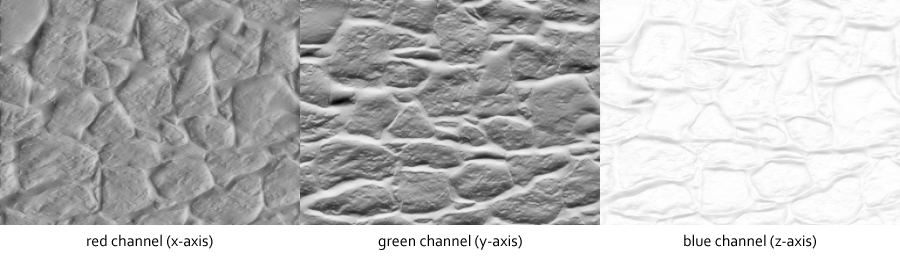 red channel (x-axis)
green channel (y-axis)
blue channel (z-axis)